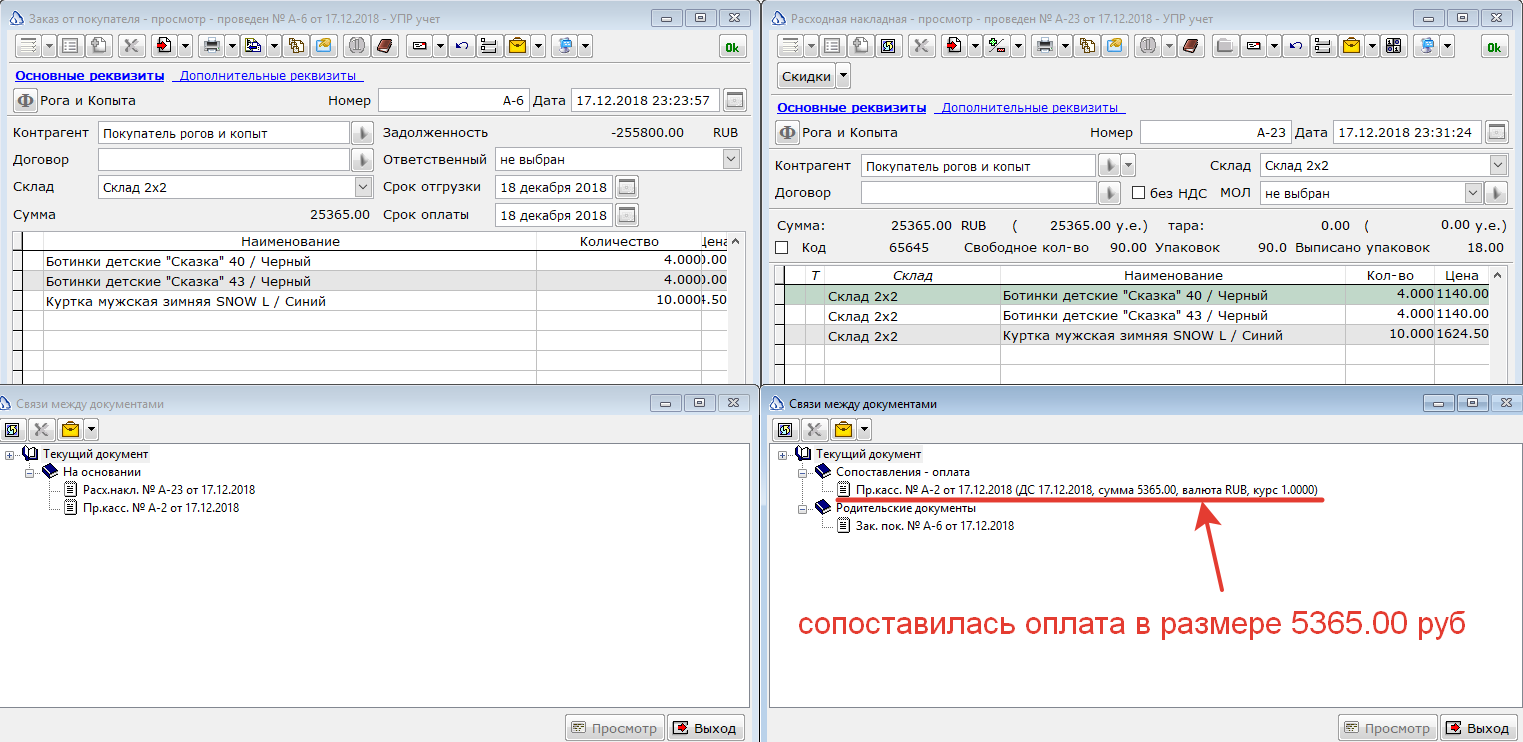 Заказ от покупателя - просмотр - проведен № А-6 от 17.12.2018 - УПР учет
Ok
Основные реквизиты Дополнительные реквизиты
Ф Рога и Копыта Номер А-6 Дата 17.12.2018 23:23:57
Контрагент Покупатель рогов и копыт Задолженность -255800.00 RUB
Договор Ответственный не выбран
Склад Склад 2х2 Срок отгрузки 18 декабря 2018
Сумма 25365.00 Срок оплаты 18 декабря 2018
Наименование Количество Цена
Ботинки детские "Сказка" 40 / Черный 4.000 0.00
Ботинки детские "Сказка" 43 / Черный 4.000 0.00
Куртка мужская зимняя SNOW L / Синий 10.000 4.50
Расходная накладная - просмотр - проведен № А-23 от 17.12.2018 - УПР учет
Ok
Скидки
Основные реквизиты Дополнительные реквизиты
Ф Рога и Копыта Номер А-23 Дата 17.12.2018 23:31:24
Контрагент Покупатель рогов и копыт Склад Склад 2х2
Договор без НДС МОЛ не выбран
Сумма: 25365.00 RUB ( 25365.00 у.е.) тара: 0.00 ( 0.00 у.е.)
Код 65645 Свободное кол-во 90.00 Упаковок 90.0 Выписано упаковок 18.00
Т Склад Наименование Кол-во Цена
Склад 2х2 Ботинки детские "Сказка" 40 / Черный 4.000 1140.00
Склад 2х2 Ботинки детские "Сказка" 43 / Черный 4.000 1140.00
Склад 2х2 Куртка мужская зимняя SNOW L / Синий 10.000 1624.50
Связи между документами
Текущий документ
На основании
Расх.накл. № А-23 от 17.12.2018
Пр.касс. № А-2 от 17.12.2018
Просмотр Выход
Связи между документами
Текущий документ
Сопоставления - оплата
Пр.касс. № А-2 от 17.12.2018 (ДС 17.12.2018, сумма 5365.00, валюта RUB, курс 1.0000)
Родительские документы
Зак. пок. № А-6 от 17.12.2018
сопоставилась оплата в размере 5365.00 руб
Просмотр Выход